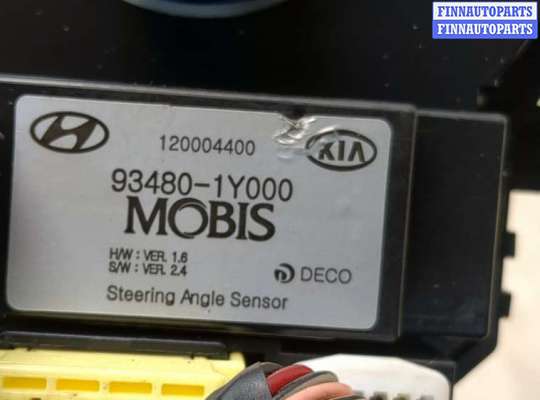 FINNAUTOPARTS
FINNAUTOPARTS
120004400
KIA
93480-1Y000
MOBIS
H/W : VER. 1.6
S/W : VER. 2.4
DECO
Steering Angle Sensor